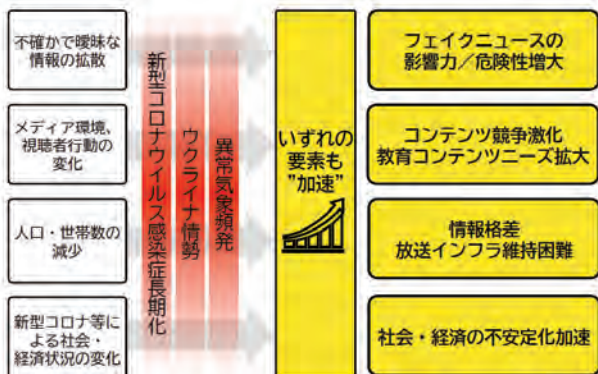 不確かで曖昧な
情報の拡散
メディア環境、
視聴者行動の
変化
人口・世帯数の
減少
新型コロナ等に
よる社会・
経済状況の変化
新型コロナウイルス感染症長期化
ウクライナ情勢
異常気象頻発
いずれの
要素も
”加速”
フェイクニュースの
影響力／危険性増大
コンテンツ競争激化
教育コンテンツニーズ拡大
情報格差
放送インフラ維持困難
社会・経済の不安定化加速